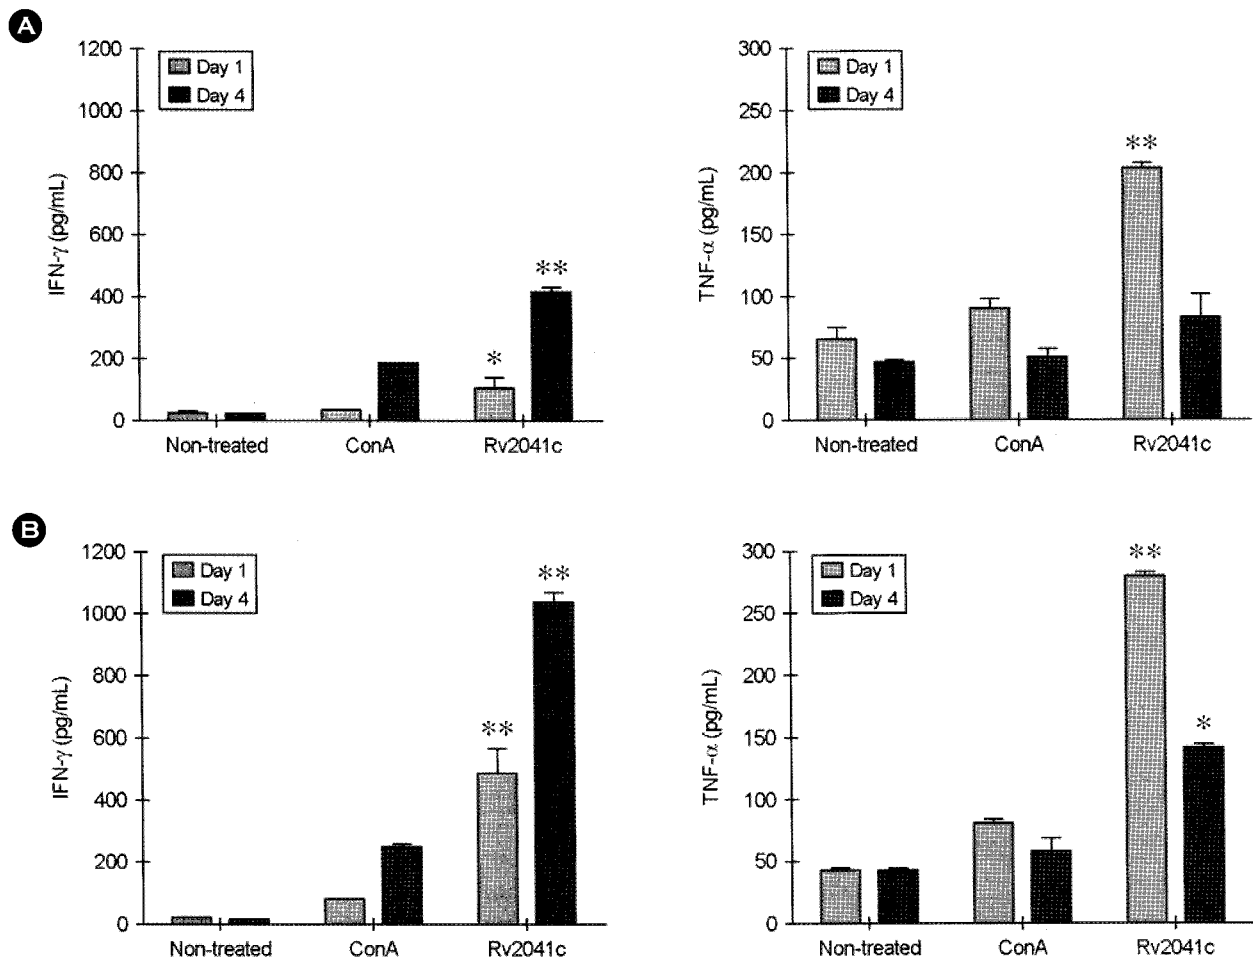 A
IFN-γ (pg/mL)
1200
1000
800
600
400
200
0
Day 1
Day 4
*
**
Non-treated ConA Rv2041c
TNF-α (pg/mL)
300
250
200
150
100
50
0
Day 1
Day 4
**
Non-treated ConA Rv2041c
B
IFN-γ (pg/mL)
1200
1000
800
600
400
200
0
Day 1
Day 4
**
**
Non-treated ConA Rv2041c
TNF-α (pg/mL)
300
250
200
150
100
50
0
Day 1
Day 4
**
*
Non-treated ConA Rv2041c